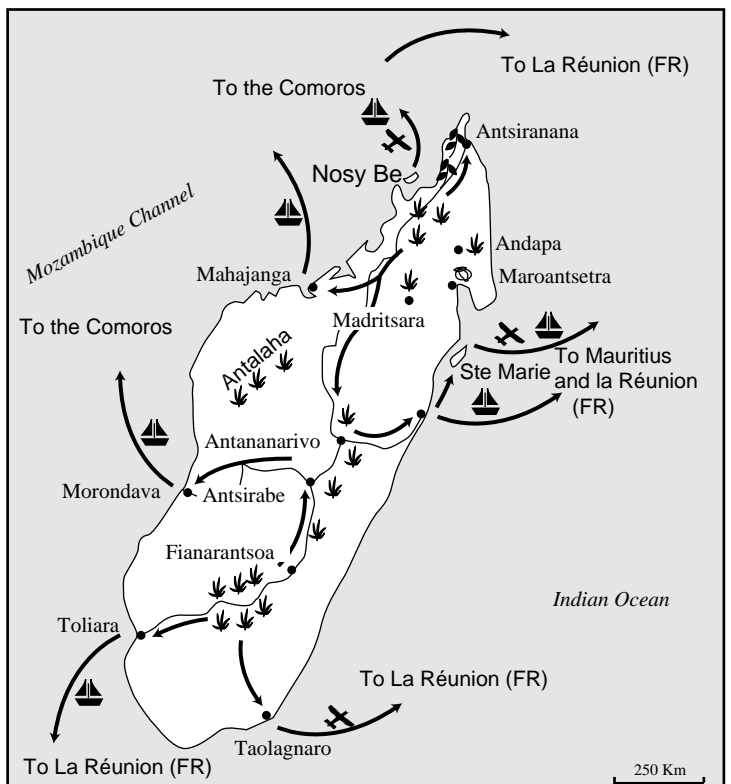 To La Réunion (FR)
To the Comoros
Antsiranana
Nosy Be
Mozambique Channel
Andapa
Mahajanga
Maroantsetra
Madritsara
To the Comoros
Antalaha
To Mauritius
and la Réunion
(FR)
Ste Marie
Antananarivo
Morondava
Antsirabe
Fianarantsoa
Indian Ocean
Toliara
To La Réunion (FR)
Taolagnaro
To La Réunion (FR)
250 Km